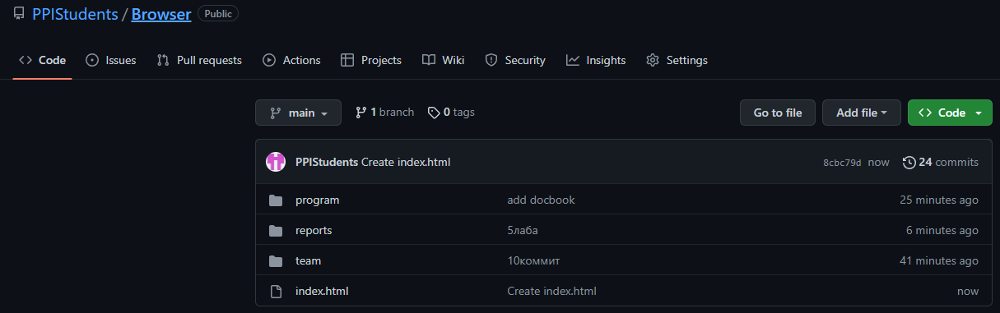 PPIStudents / Browser Public
Code Issues Pull requests Actions Projects Wiki Security Insights Settings
main 1 branch 0 tags Go to file Add file Code
PPIStudents Create index.html 8cbc79d now 24 commits
program add docbook 25 minutes ago
reports 5лаба 6 minutes ago
team 10коммит 41 minutes ago
index.html Create index.html now